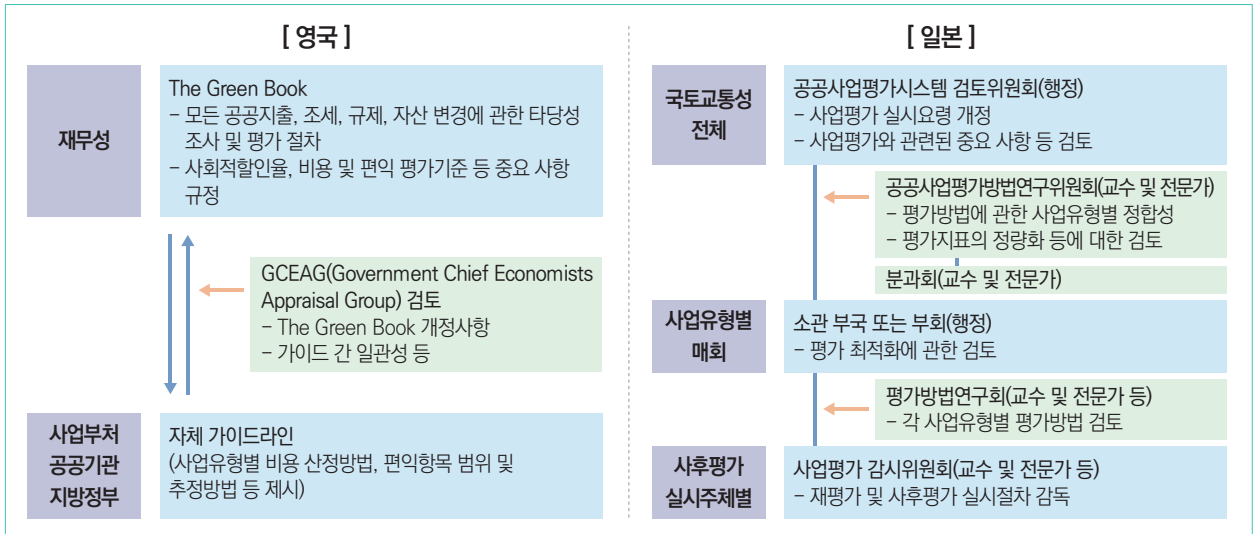 [ 영국 ]
재무성
The Green Book
– 모든 공공지출, 조세, 규제, 자산 변경에 관한 타당성
조사 및 평가 절차
– 사회적할인율, 비용 및 편익 평가기준 등 중요 사항
규정
GCEAG(Government Chief Economists
Appraisal Group) 검토
– The Green Book 개정사항
– 가이드 간 일관성 등
사업부처
공공기관
지방정부
자체 가이드라인
(사업유형별 비용 산정방법, 편익항목 범위 및
추정방법 등 제시)
[ 일본 ]
국토교통성
전체
공공사업평가시스템 검토위원회(행정)
– 사업평가 실시요령 개정
– 사업평가와 관련된 중요 사항 등 검토
공공사업평가방법연구위원회(교수 및 전문가)
– 평가방법에 관한 사업유형별 정합성
– 평가지표의 정량화 등에 대한 검토
분과회(교수 및 전문가)
사업유형별
매회
소관 부국 또는 부회(행정)
– 평가 최적화에 관한 검토
평가방법연구회(교수 및 전문가 등)
– 각 사업유형별 평가방법 검토
사후평가
실시주체별
사업평가 감시위원회(교수 및 전문가 등)
– 재평가 및 사후평가 실시절차 감독